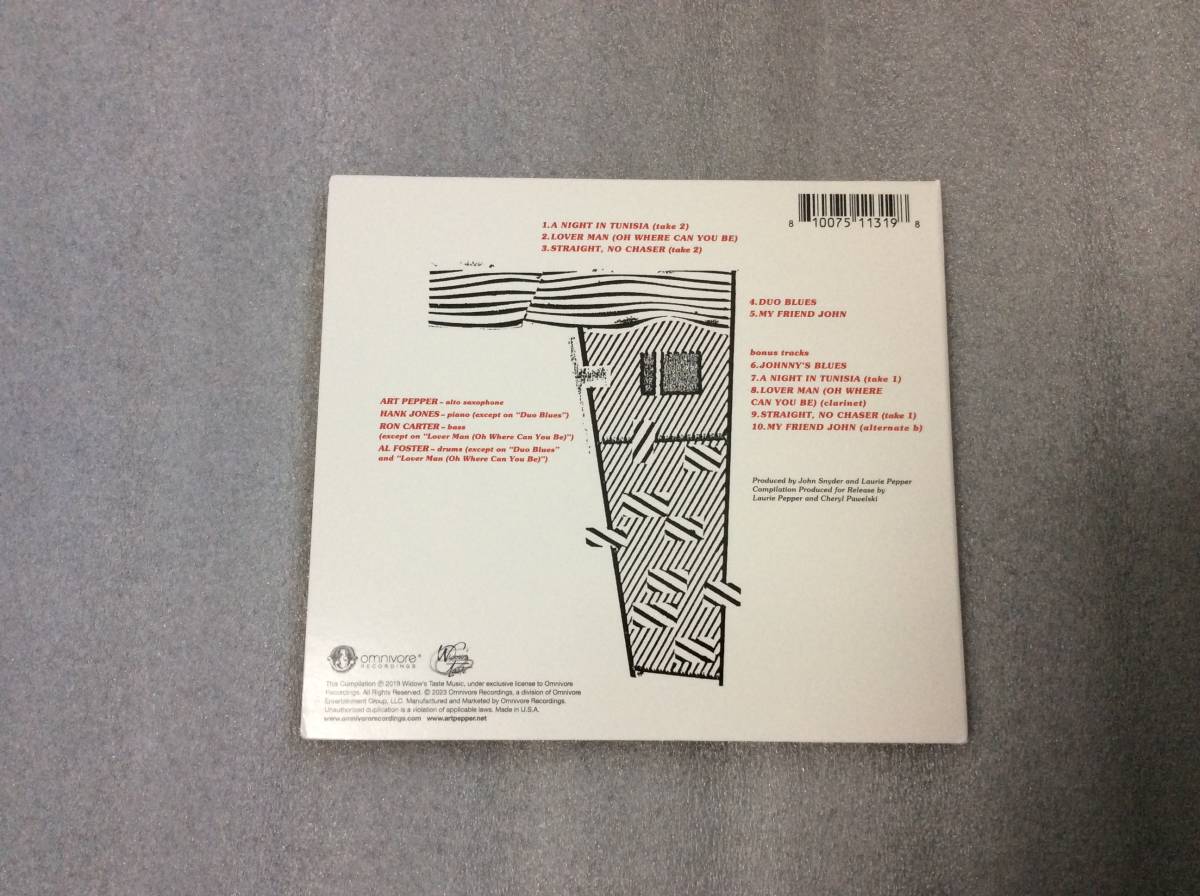 1.A NIGHT IN TUNISIA (take 2)
2.LOVER MAN (OH WHERE CAN YOU BE)
3.STRAIGHT, NO CHASER (take 2)
8 10075 11319 8
4.DUO BLUES
5.MY FRIEND JOHN
bonus tracks
6.JOHNNY'S BLUES
7.A NIGHT IN TUNISIA (take 1)
8.LOVER MAN (OH WHERE
CAN YOU BE) (clarinet)
9.STRAIGHT, NO CHASER (take 1)
10.MY FRIEND JOHN (alternate b)
ART PEPPER – alto saxophone
HANK JONES – piano (except on "Duo Blues")
RON CARTER – bass
(except on "Lover Man (Oh Where Can You Be)")
AL FOSTER – drums (except on "Duo Blues"
and "Lover Man (Oh Where Can You Be)")
Produced by John Snyder and Laurie Pepper
Compilation Produced for Release by
Laurie Pepper and Cheryl Pawelski
omnivore®
RECORDINGS
Widow's
Taste
This Compilation ℗ 2019 Widow's Taste Music, under exclusive license to Omnivore
Recordings. All Rights Reserved. © 2023 Omnivore Recordings, a division of Omnivore
Entertainment Group, LLC. Manufactured and Marketed by Omnivore Recordings.
Unauthorized duplication is a violation of applicable laws. Made in U.S.A.
www.omnivorerecordings.com www.artpepper.net